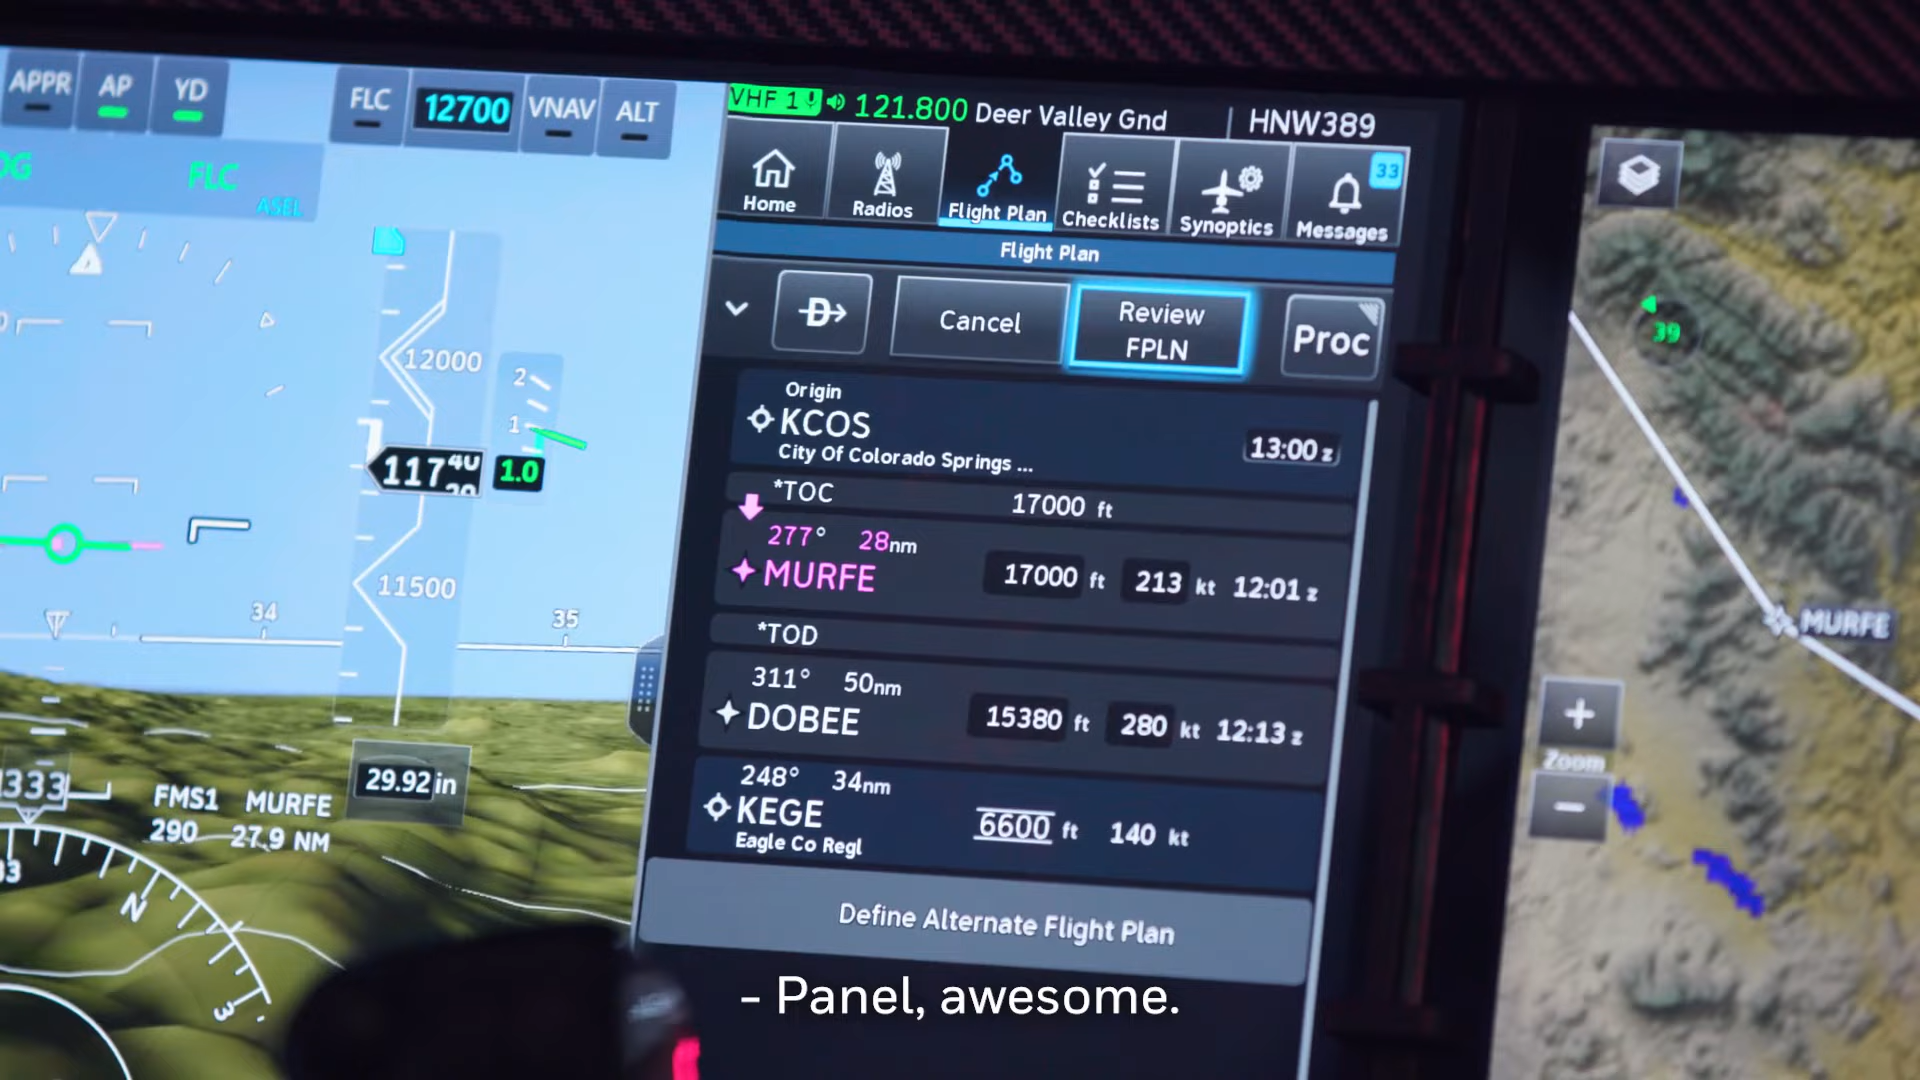 APPR
AP
YD
FLC
12700
VNAV
ALT
FLC
ASEL
12000
2
1
117
1.0
11500
34
35
29.92in
333
FMS1 MURFE
290 27.9 NM
33
N
3
VHF 1 121.800 Deer Valley Gnd HNW389
Home
Radios
Flight Plan
Checklists
Synoptics
33
Messages
Flight Plan
D
Cancel
Review
FPLN
Proc
Origin
KCOS 13:00 z
City Of Colorado Springs ...
*TOC 17000 ft
277° 28nm
MURFE 17000 ft 213 kt 12:01 z
*TOD
311° 50nm
DOBEE 15380 ft 280 kt 12:13 z
248° 34nm
KEGE 6600 ft 140 kt
Eagle Co Regl
Define Alternate Flight Plan
39
MURFE
+
Zoom
-
- Panel, awesome.